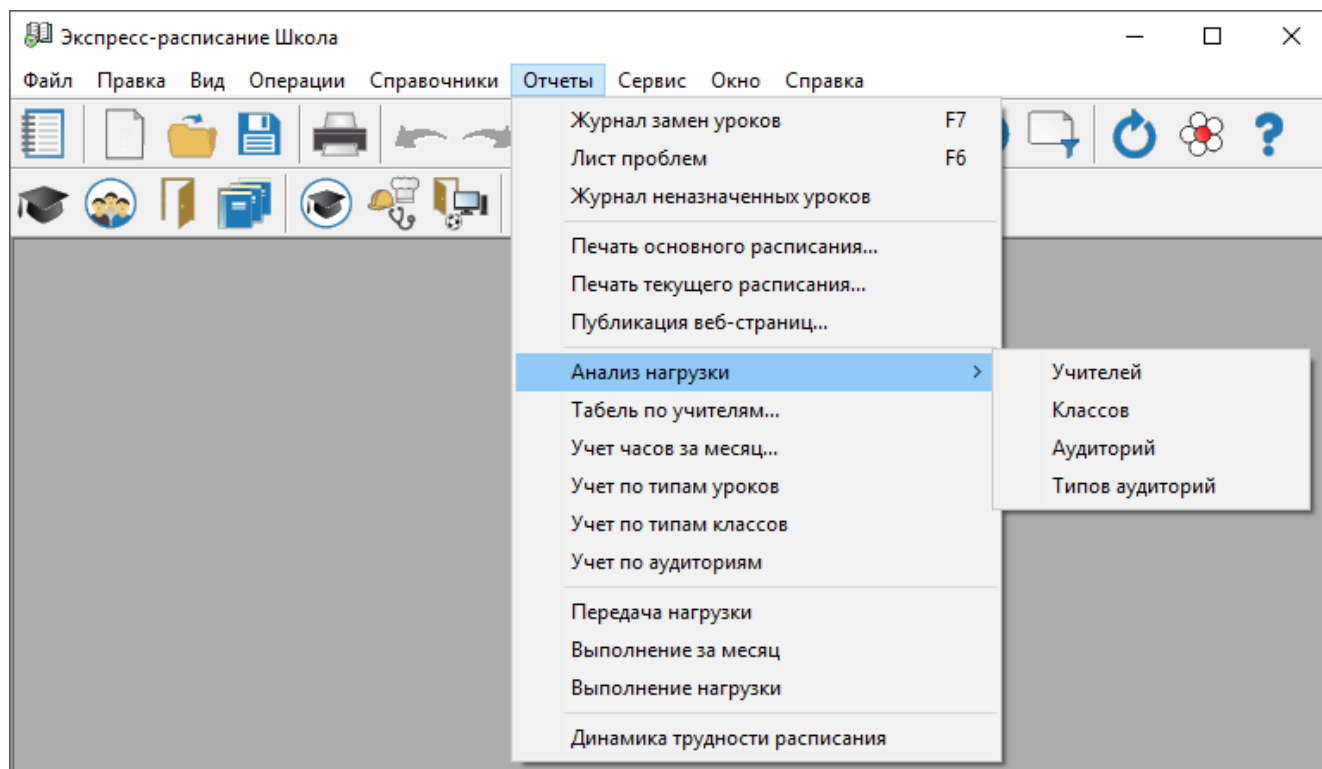 Экспресс-расписание Школа
Файл Правка Вид Операции Справочники Отчеты Сервис Окно Справка
Журнал замен уроков F7
Лист проблем F6
Журнал неназначенных уроков
Печать основного расписания...
Печать текущего расписания...
Публикация веб-страниц...
Анализ нагрузки
Учителей
Табель по учителям...
Классов
Учет часов за месяц...
Аудиторий
Учет по типам уроков
Типов аудиторий
Учет по типам классов
Учет по аудиториям
Передача нагрузки
Выполнение за месяц
Выполнение нагрузки
Динамика трудности расписания